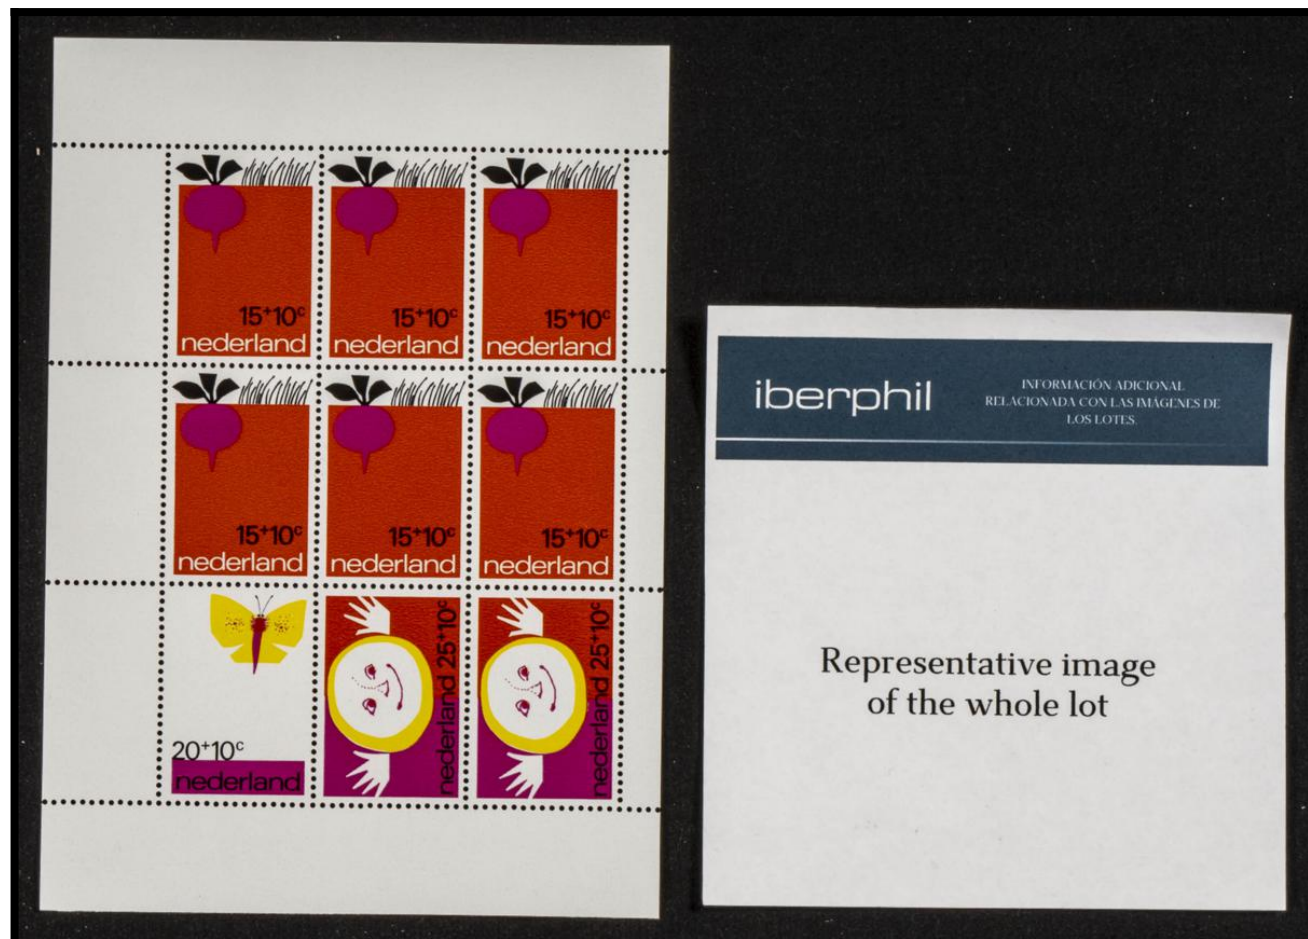 15+10c
nederland
15+10c
nederland
15+10c
nederland
15+10c
nederland
15+10c
nederland
15+10c
nederland
20+10c
nederland
nederland 25+10c
nederland 25+10c
iberphil
INFORMACIÓN ADICIONAL
RELACIONADA CON LAS IMÁGENES DE
LOS LOTES.
Representative image
of the whole lot